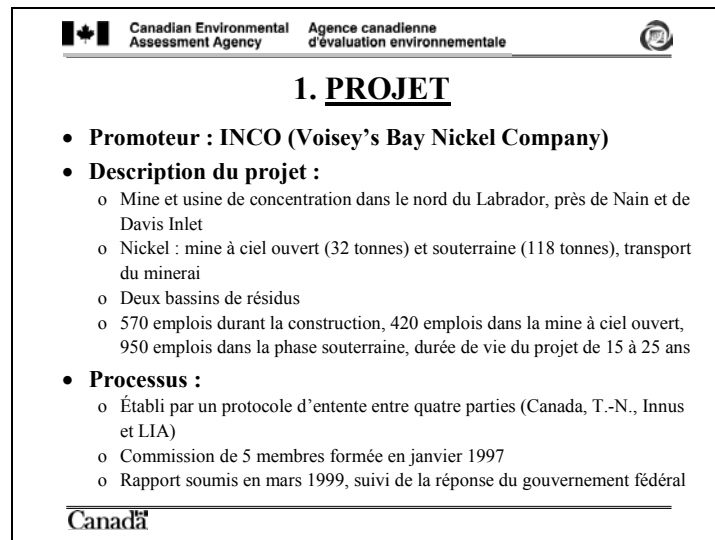 Canadian Environmental Agence canadienne
Assessment Agency d'évaluation environnementale
1. PROJET
• Promoteur : INCO (Voisey's Bay Nickel Company)
• Description du projet :
o Mine et usine de concentration dans le nord du Labrador, près de Nain et de
Davis Inlet
o Nickel : mine à ciel ouvert (32 tonnes) et souterraine (118 tonnes), transport
du minerai
o Deux bassins de résidus
o 570 emplois durant la construction, 420 emplois dans la mine à ciel ouvert,
950 emplois dans la phase souterraine, durée de vie du projet de 15 à 25 ans
• Processus :
o Établi par un protocole d'entente entre quatre parties (Canada, T.-N., Innus
et LIA)
o Commission de 5 membres formée en janvier 1997
o Rapport soumis en mars 1999, suivi de la réponse du gouvernement fédéral
Canada